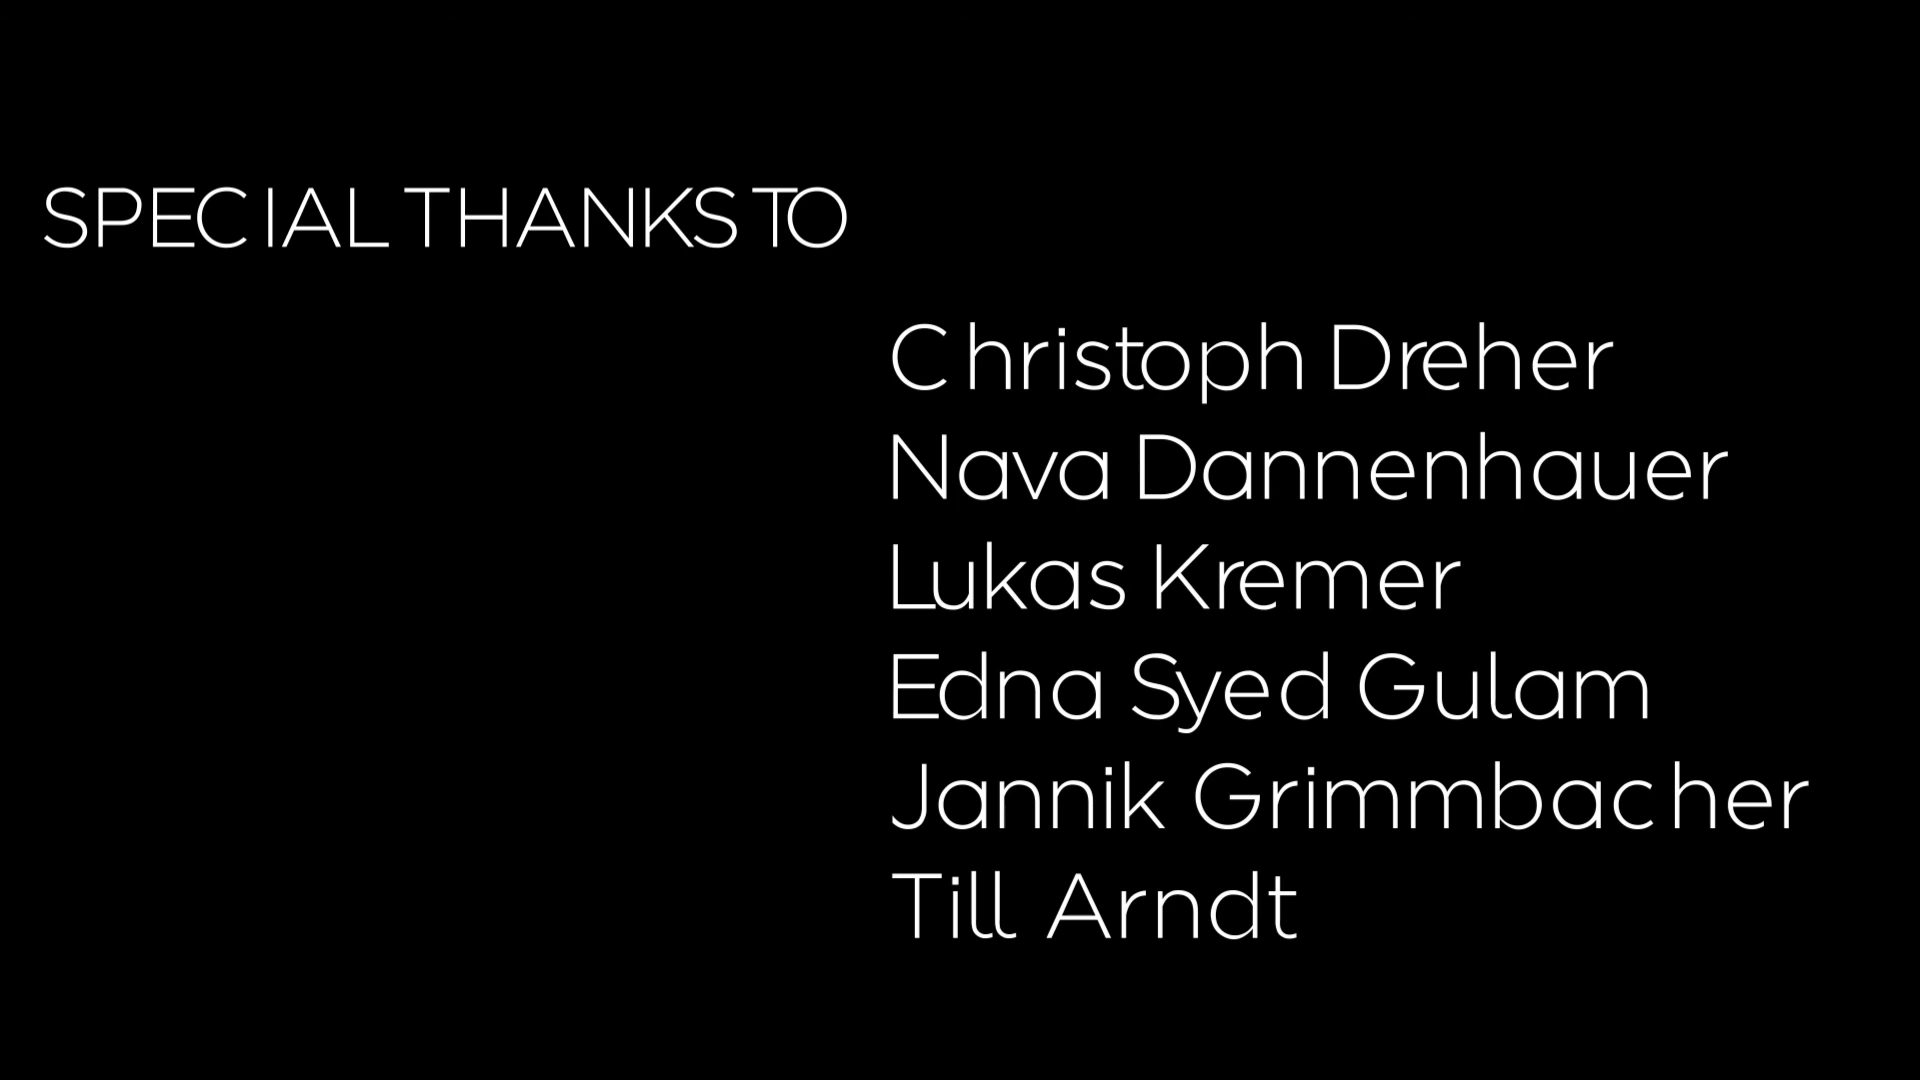 SPECIAL THANKS TO
Christoph Dreher
Nava Dannenhauer
Lukas Kremer
Edna Syed Gulam
Jannik Grimmbacher
Till Arndt